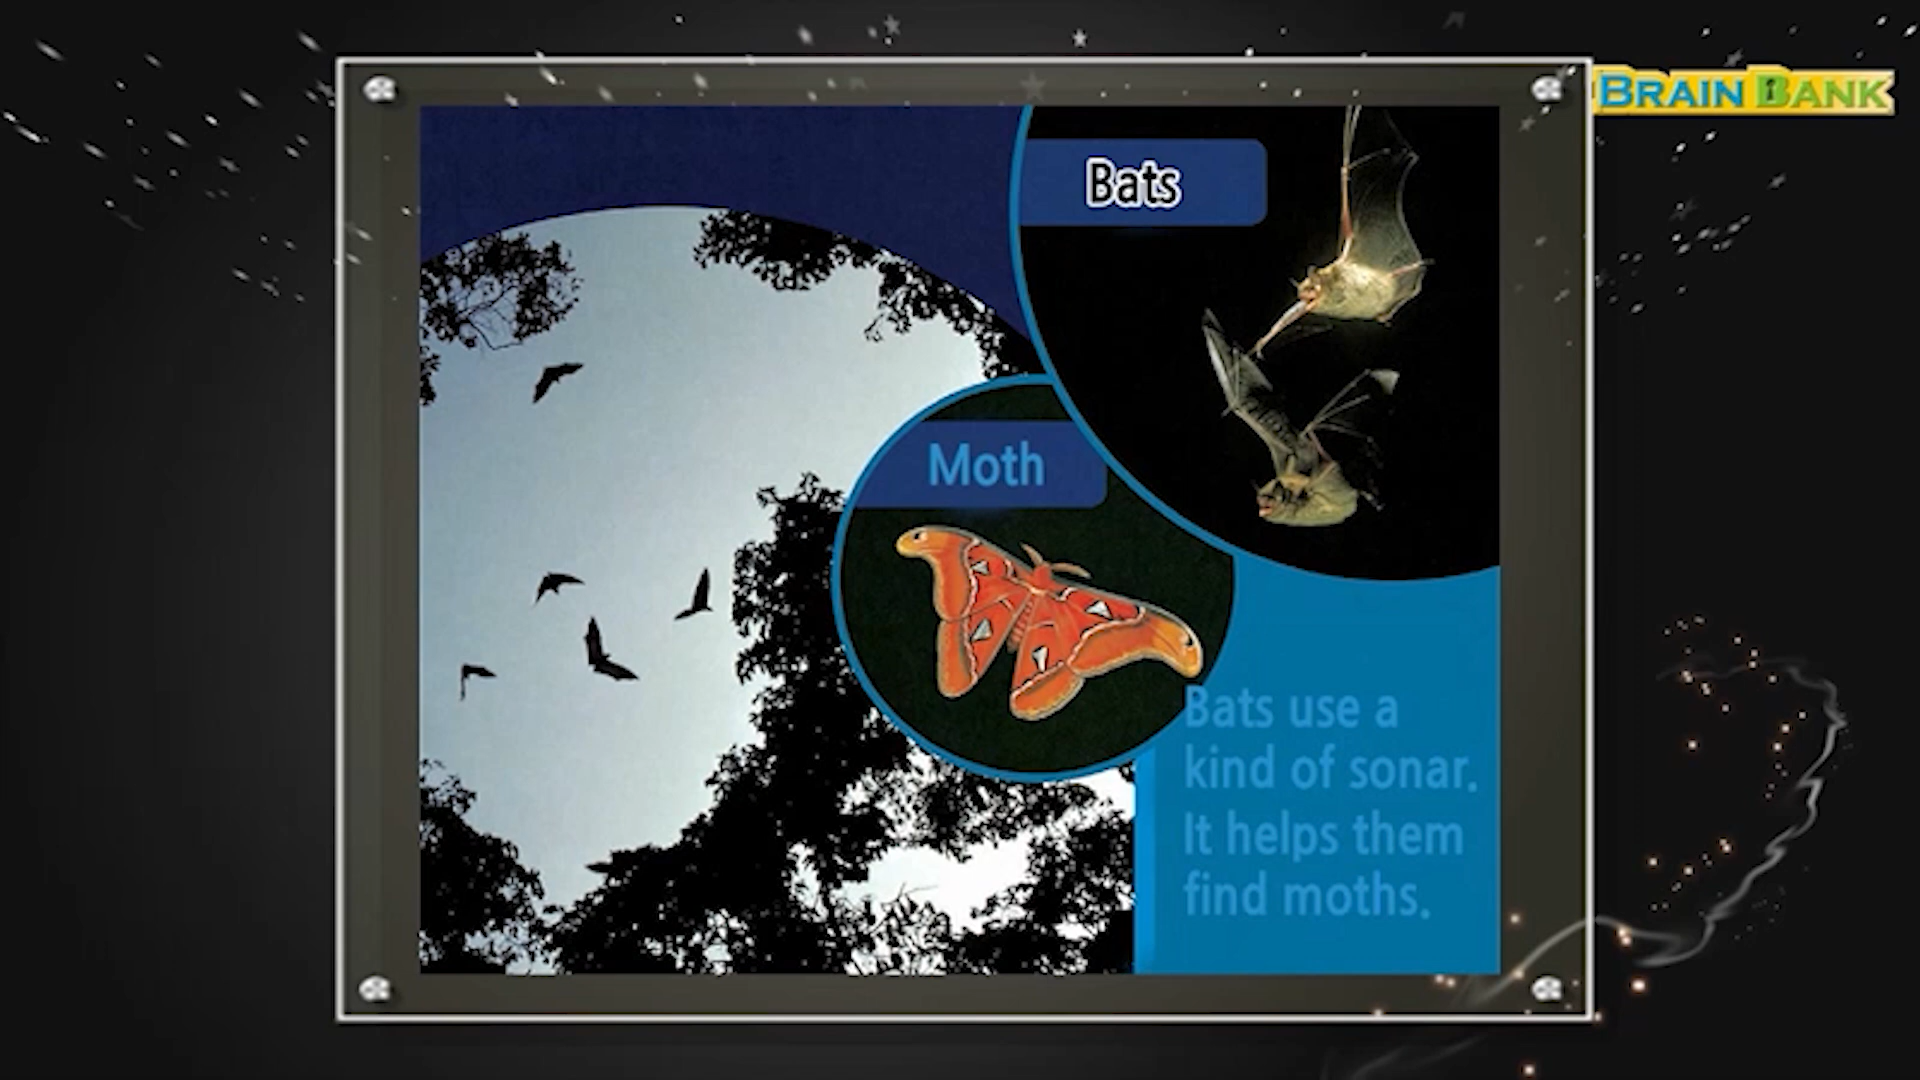 BRAIN BANK
Bats
Moth
Bats use a
kind of sonar.
It helps them
find moths.